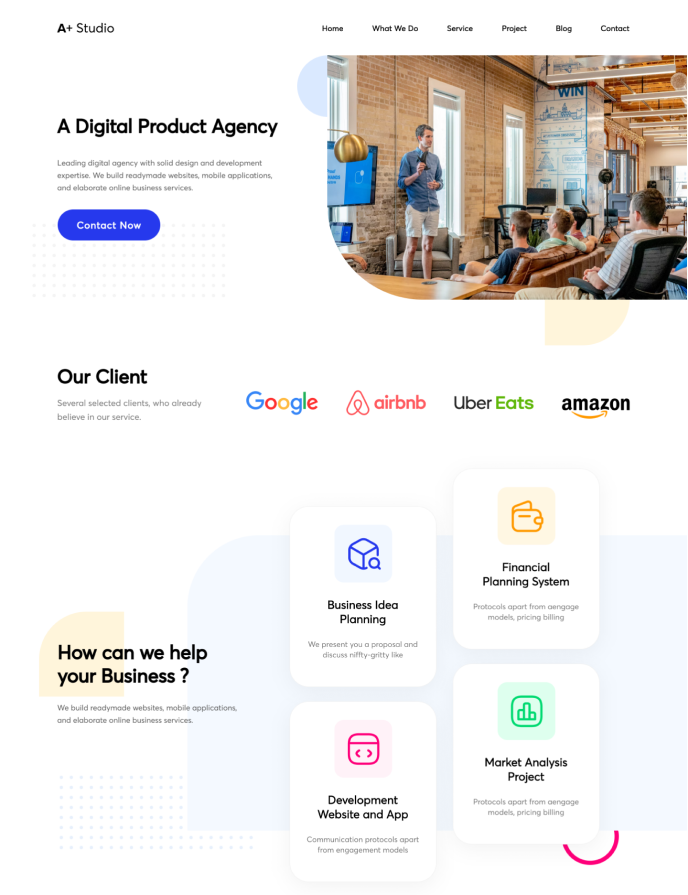 A+ Studio
Home
What We Do
Service
Project
Blog
Contact
WIN
A Digital Product Agency
Leading digital agency with solid design and development
expertise. We build readymade websites, mobile applications,
and elaborate online business services.
Contact Now
Our Client
Several selected clients, who already
believe in our service.
Google
airbnb
Uber Eats
amazon
How can we help
your Business ?
We build readymade websites, mobile applications,
and elaborate online business services.
Business Idea
Planning
We present you a proposal and
discuss niffty-gritty like
Financial
Planning System
Protocols apart from aengage
models, pricing billing
Development
Website and App
Communication protocols apart
from engagement models
Market Analysis
Project
Protocols apart from aengage
models, pricing billing